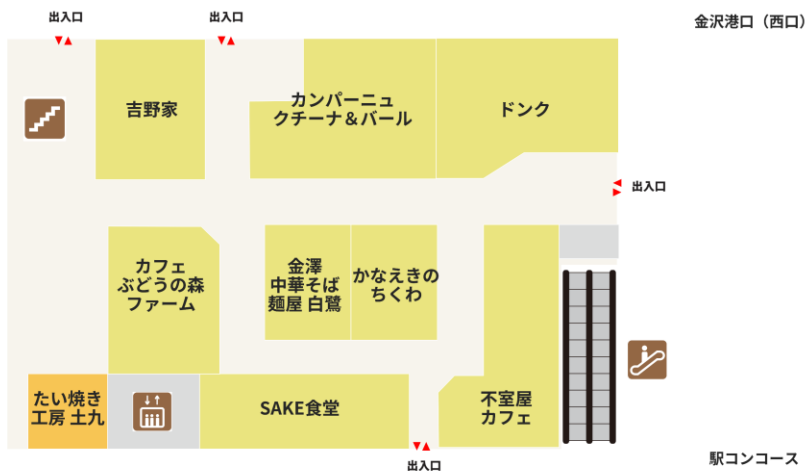 出入口
出入口
金沢港口（西口）
吉野家
カンパーニュ
クチーナ＆バール
ドンク
出入口
カフェ
ぶどうの森
ファーム
金澤
中華そば
麺屋 白鷺
かなえきの
ちくわ
たい焼き
工房 土九
SAKE食堂
不室屋
カフェ
出入口
駅コンコース